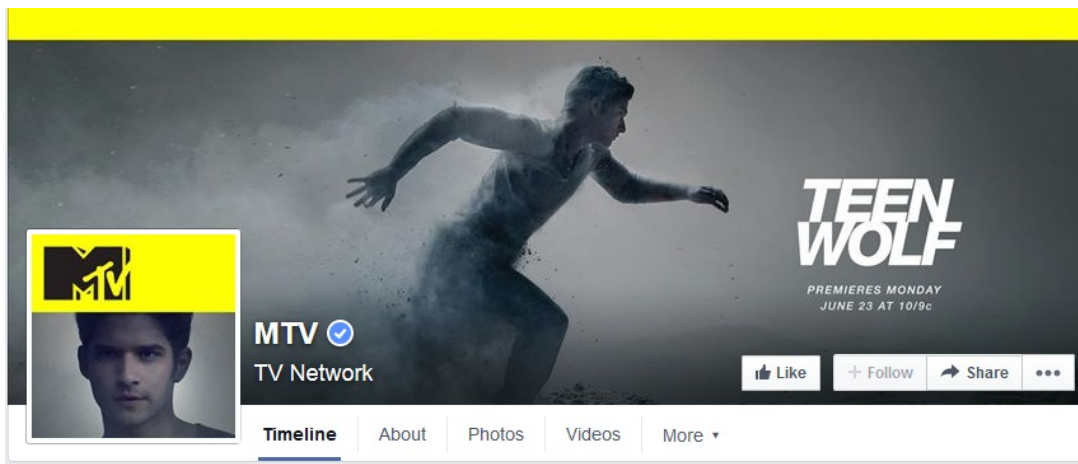 TEEN
WOLF
PREMIERES MONDAY
JUNE 23 AT 10/9c
MTV
MTV
TV Network
Like
+ Follow
Share
Timeline
About
Photos
Videos
More